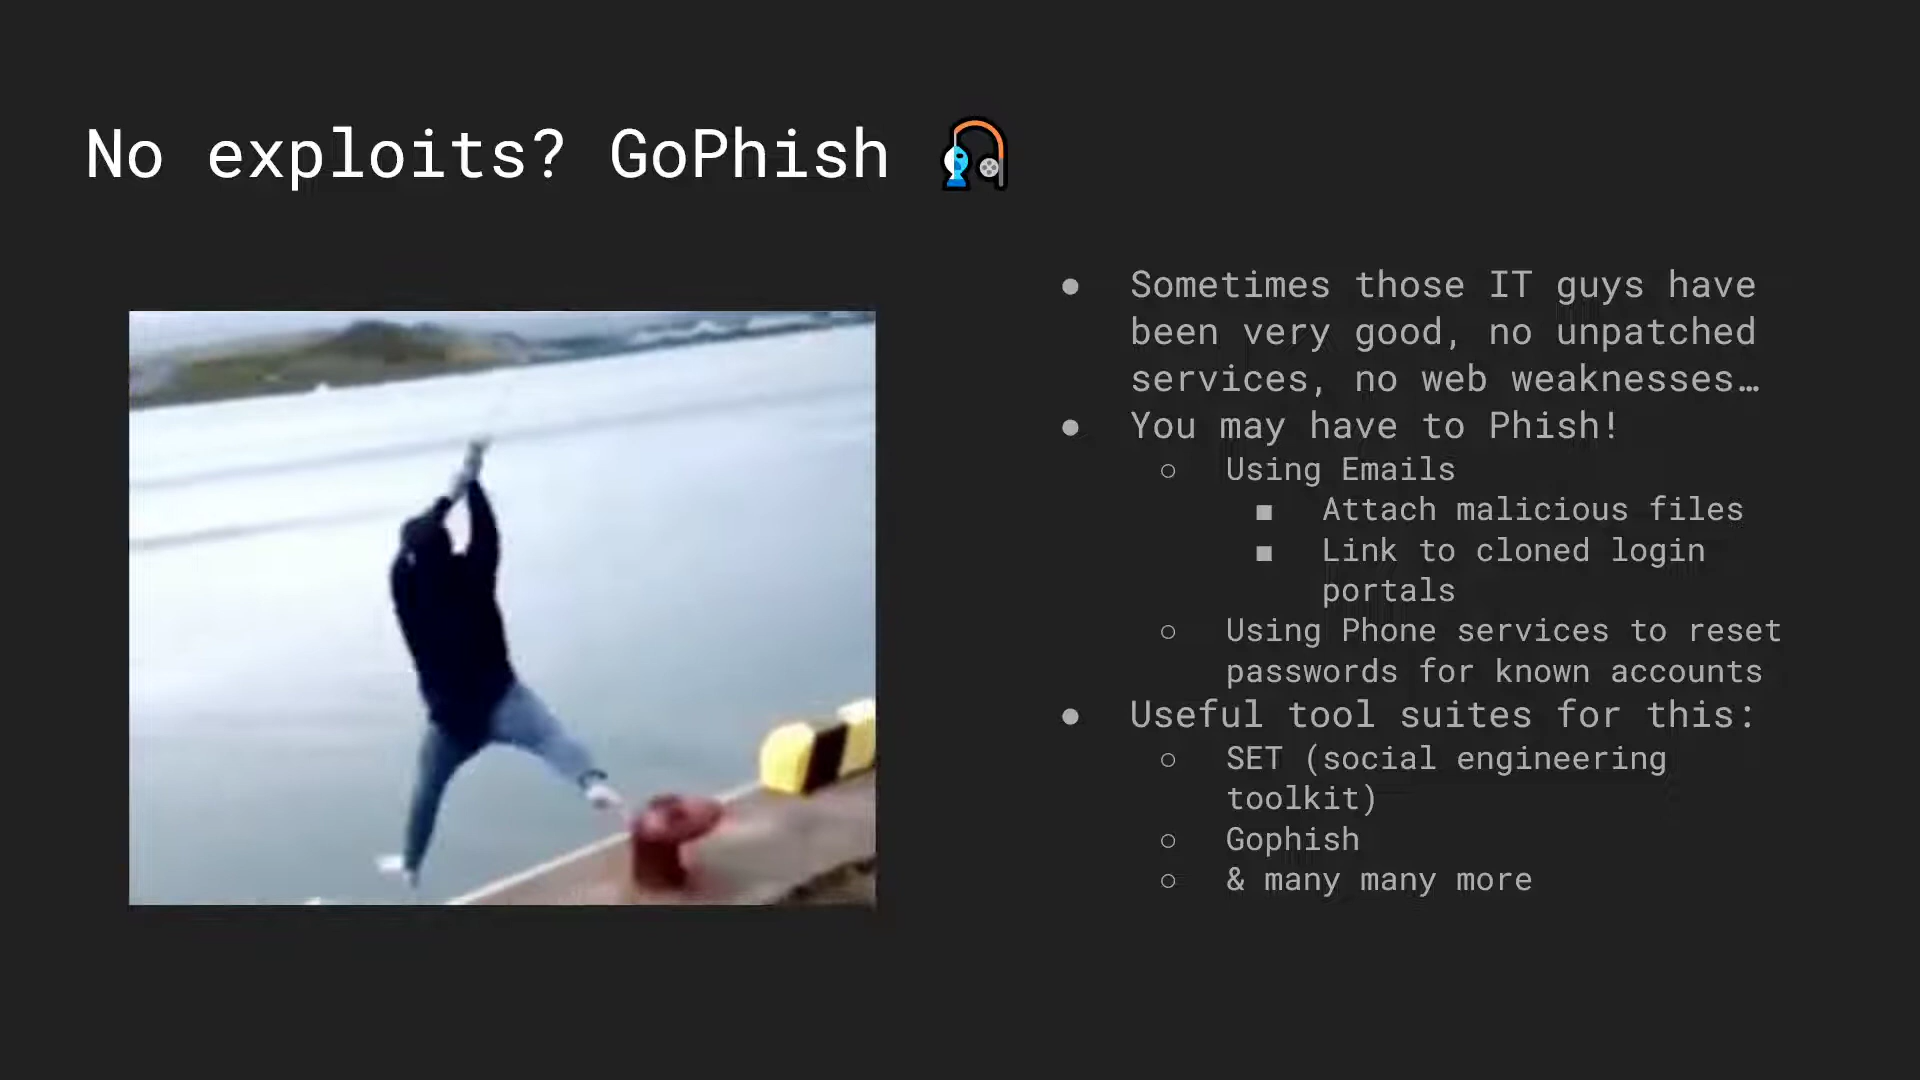 No exploits? GoPhish 🎣
● Sometimes those IT guys have
been very good, no unpatched
services, no web weaknesses…
● You may have to Phish!
○ Using Emails
■ Attach malicious files
■ Link to cloned login
portals
○ Using Phone services to reset
passwords for known accounts
● Useful tool suites for this:
○ SET (social engineering
toolkit)
○ Gophish
○ & many many more